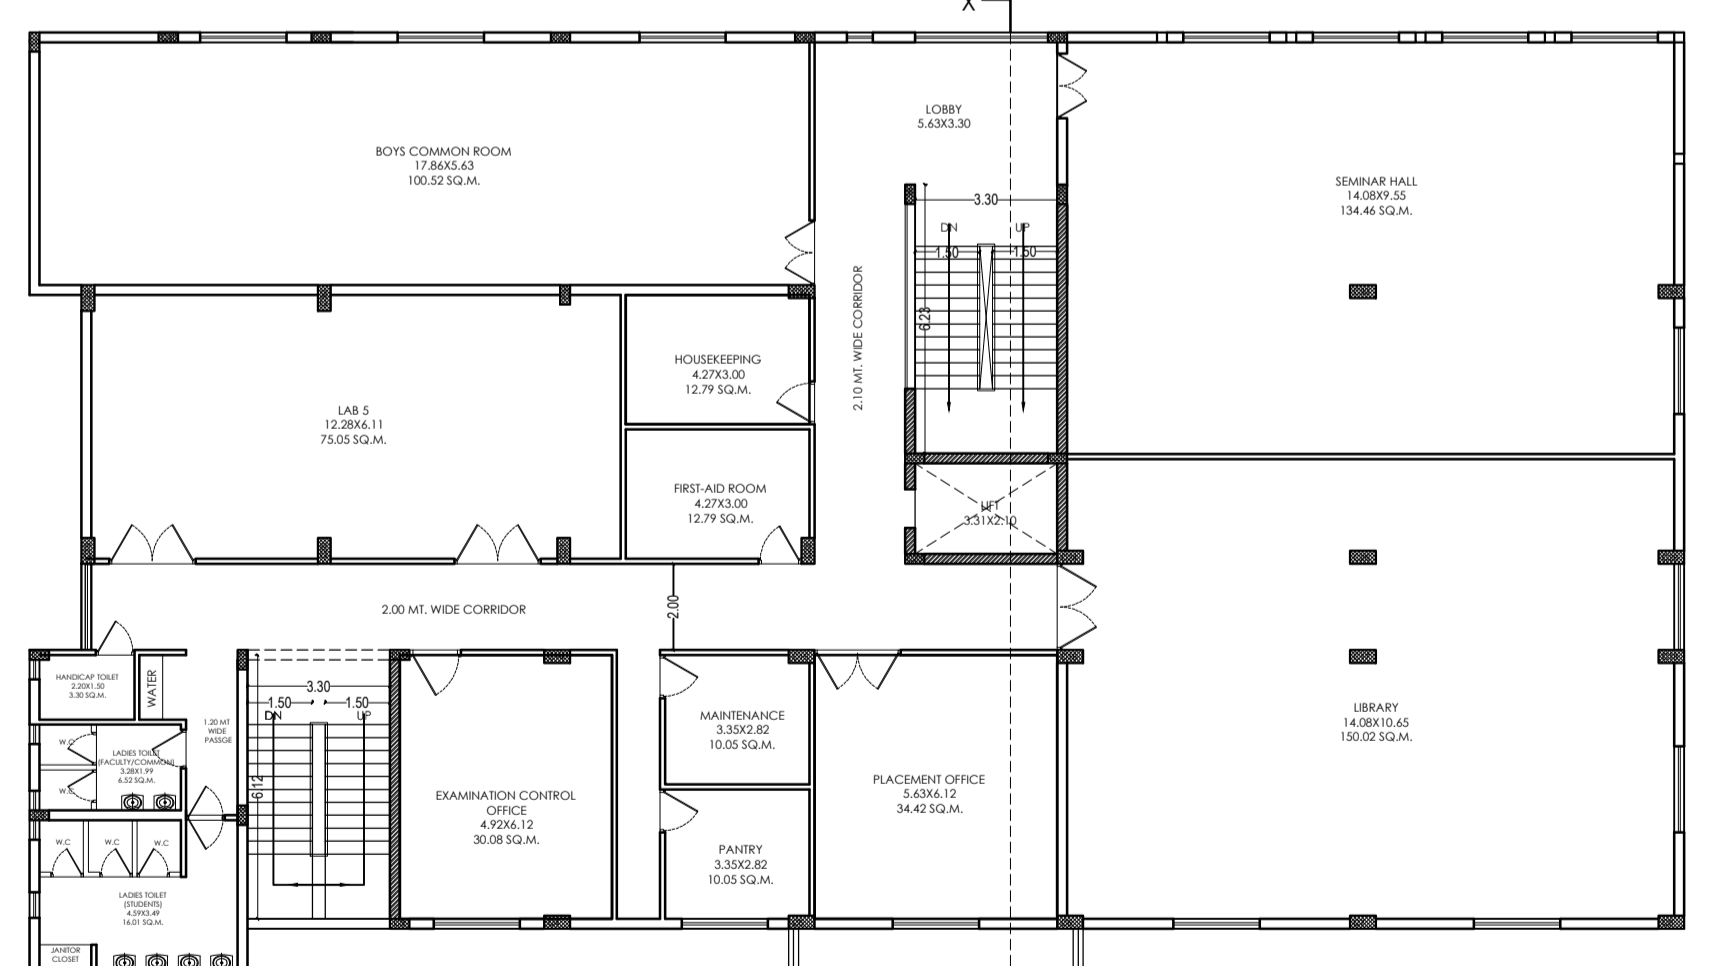 X
LOBBY
5.63X3.30
BOYS COMMON ROOM
17.86X5.63
100.52 SQ.M.
SEMINAR HALL
14.08X9.55
134.46 SQ.M.
3.30
DN
UP
1.50
1.50
6.23
2.10 MT. WIDE CORRIDOR
HOUSEKEEPING
4.27X3.00
12.79 SQ.M.
LAB 5
12.28X6.11
75.05 SQ.M.
FIRST-AID ROOM
4.27X3.00
12.79 SQ.M.
LIFT
3.31X2.10
2.00 MT. WIDE CORRIDOR
2.00
HANDICAP TOILET
2.20X1.50
3.30 SQ.M.
WATER
3.30
1.50
1.50
DN
UP
6.12
1.20 MT
WIDE
PASSGE
W.C
LADIES TOILET
(FACULTY/COMMON)
3.28X1.99
6.52 SQ.M.
W.C
MAINTENANCE
3.35X2.82
10.05 SQ.M.
LIBRARY
14.08X10.65
150.02 SQ.M.
PLACEMENT OFFICE
5.63X6.12
34.42 SQ.M.
EXAMINATION CONTROL
OFFICE
4.92X6.12
30.08 SQ.M.
PANTRY
3.35X2.82
10.05 SQ.M.
W.C
W.C
W.C
LADIES TOILET
(STUDENTS)
4.59X3.49
16.01 SQ.M.
JANITOR
CLOSET